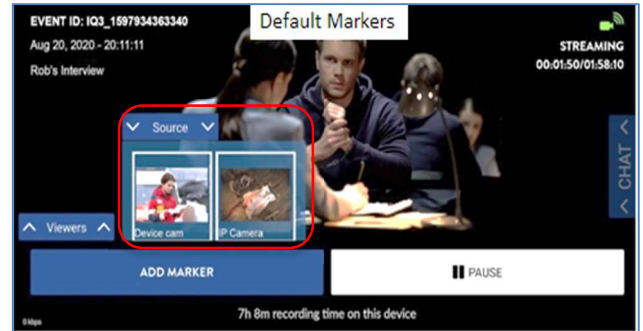 EVENT ID: IQ3_1597934363340
Default Markers
Aug 20, 2020 - 20:11:11
STREAMING
00:01:50/01:58:10
Rob's Interview
Source
CHAT
Viewers
Device cam
IP Camera
ADD MARKER
PAUSE
7h 8m recording time on this device
0 kbps